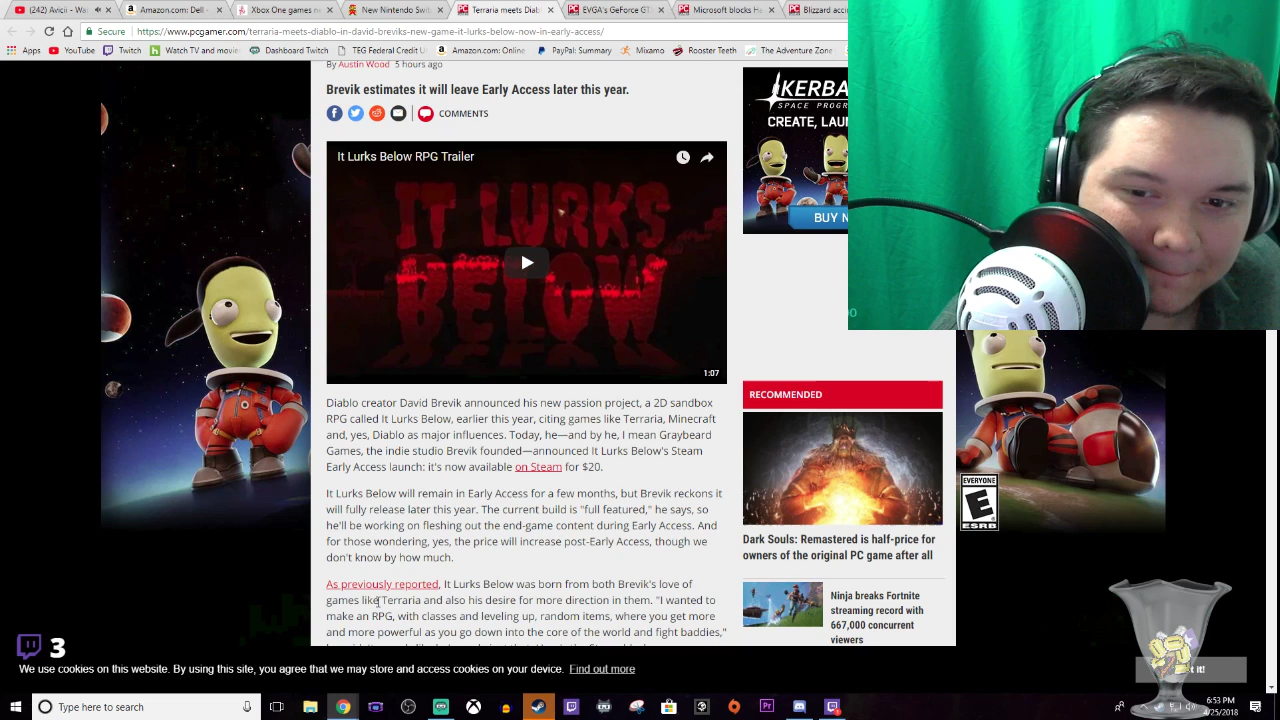 (242) Avicii - Wak
Amazon.com: Dell -
Xbox One games ne
New Nintendo Swit
Terraria meets Diabl
EVGA's GeForce GT
Microsoft blocks Ha
Blizzard acci
Secure
https://www.pcgamer.com/terraria-meets-diablo-in-david-breviks-new-game-it-lurks-below-now-in-early-access/
Apps
YouTube
Twitch
Watch TV and movies
Disputation
TEG Federal Credit U
Amazon.com: Online
PayPal: Summary
Mixamo
Rooster Teeth
The Adventure Zone
By Austin Wood 5 hours ago
Brevik estimates it will leave Early Access later this year.
COMMENTS
It Lurks Below RPG Trailer
IT LURKS
BELOW
1:07
KERBA
SPACE PROGR
CREATE, LAUN
BUY N
Diablo creator David Brevik announced his new passion project, a 2D sandbox
RPG called It Lurks Below, earlier this year, citing games like Terraria, Minecraft
and, yes, Diablo as major influences. Today, he—and by he, I mean Graybeard
Games, the indie studio Brevik founded—announced It Lurks Below's Steam
Early Access launch: it's now available on Steam for $20.
It Lurks Below will remain in Early Access for a few months, but Brevik reckons it
will fully release later this year. The current build is "full featured," he says, so
he'll be working on fleshing out the end-game content during Early Access. And
for those wondering, yes, the price will increase post-Early Access, though we
don't know by how much.
As previously reported, It Lurks Below was born from both Brevik's love of
games like Terraria and also his desire for more direction in them. "I wanted to
make an RPG, with classes and leveling up, random items, where you get more
and more powerful as you go down into the core of the world and fight baddies,"
RECOMMENDED
Dark Souls: Remastered is half-price for
owners of the original PC game after all
Ninja breaks Fortnite
streaming record with
667,000 concurrent
viewers
EVERYONE
E
ESRB
3
We use cookies on this website. By using this site, you agree that we may store and access cookies on your device. Find out more
it!
Type here to search
6:53 PM
4/25/2018